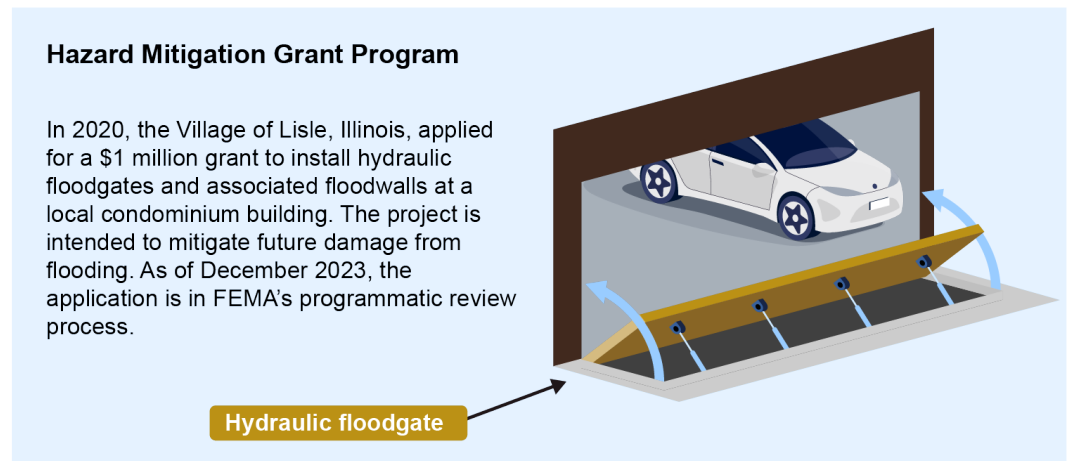 Hazard Mitigation Grant Program
In 2020, the Village of Lisle, Illinois, applied
for a $1 million grant to install hydraulic
floodgates and associated floodwalls at a
local condominium building. The project is
intended to mitigate future damage from
flooding. As of December 2023, the
application is in FEMA’s programmatic review
process.
Hydraulic floodgate